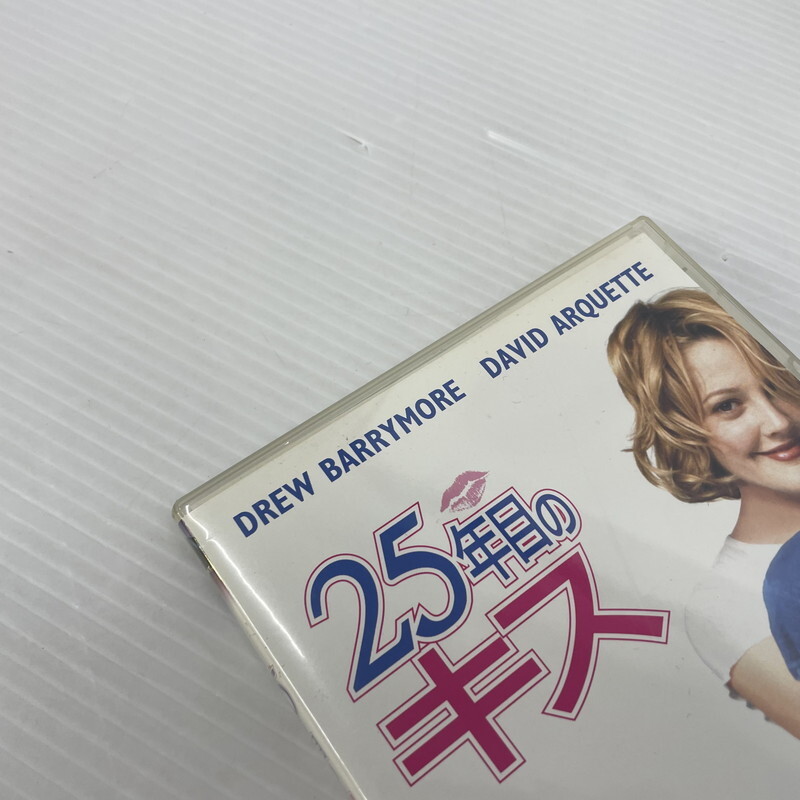 DREW BARRYMORE DAVID ARQUETTE
25年目の
キス